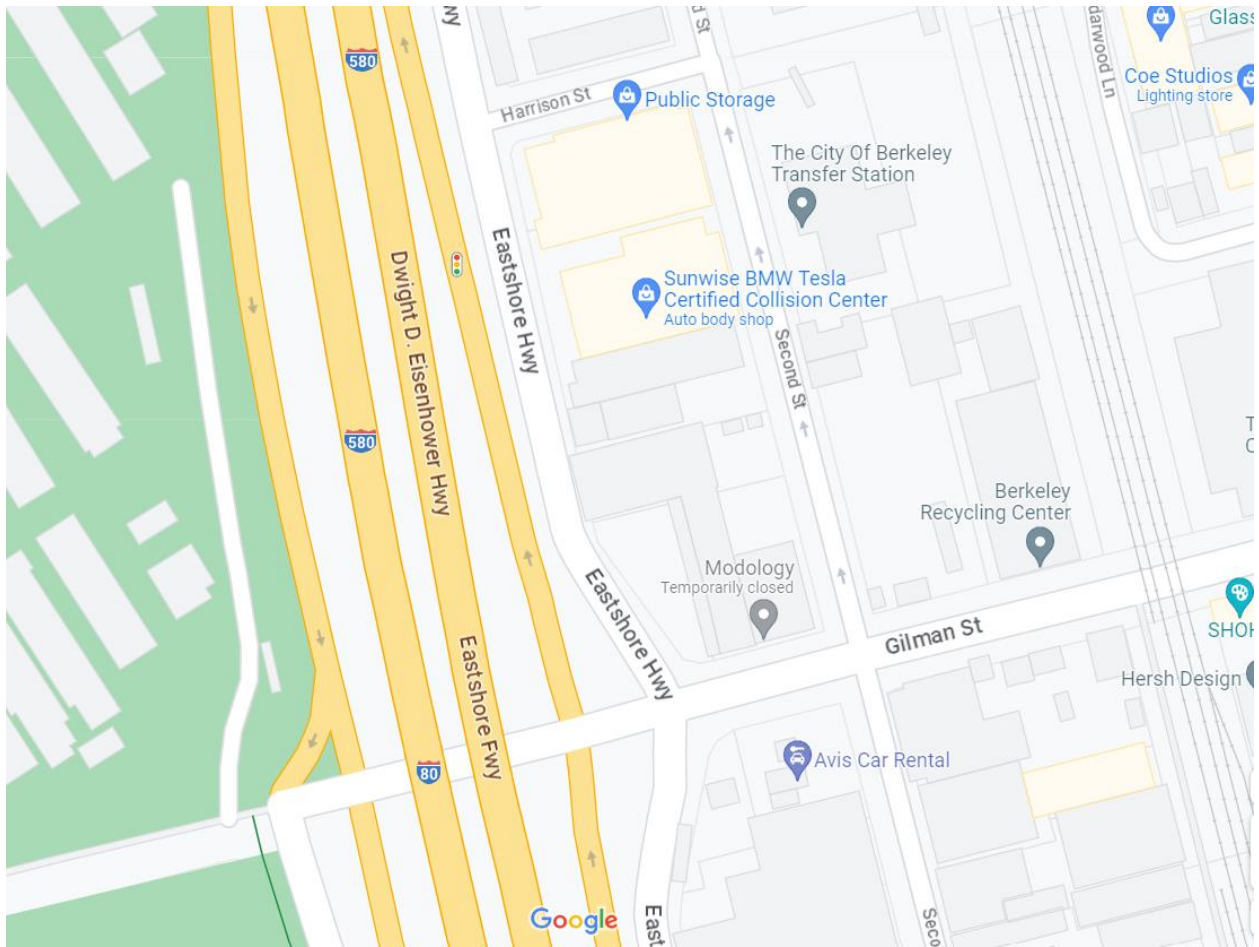 580
Harrison St
Public Storage
Glass
Coe Studios
Lighting store
The City Of Berkeley
Transfer Station
Eastshore Hwy
Dwight D. Eisenhower Hwy
Sunwise BMW Tesla
Certified Collision Center
Auto body shop
Second St
580
Berkeley
Recycling Center
Modology
Temporarily closed
Eastshore Hwy
Gilman St
SHOH
Hersh Design
Eastshore Fwy
80
Avis Car Rental
Google
East
Seco